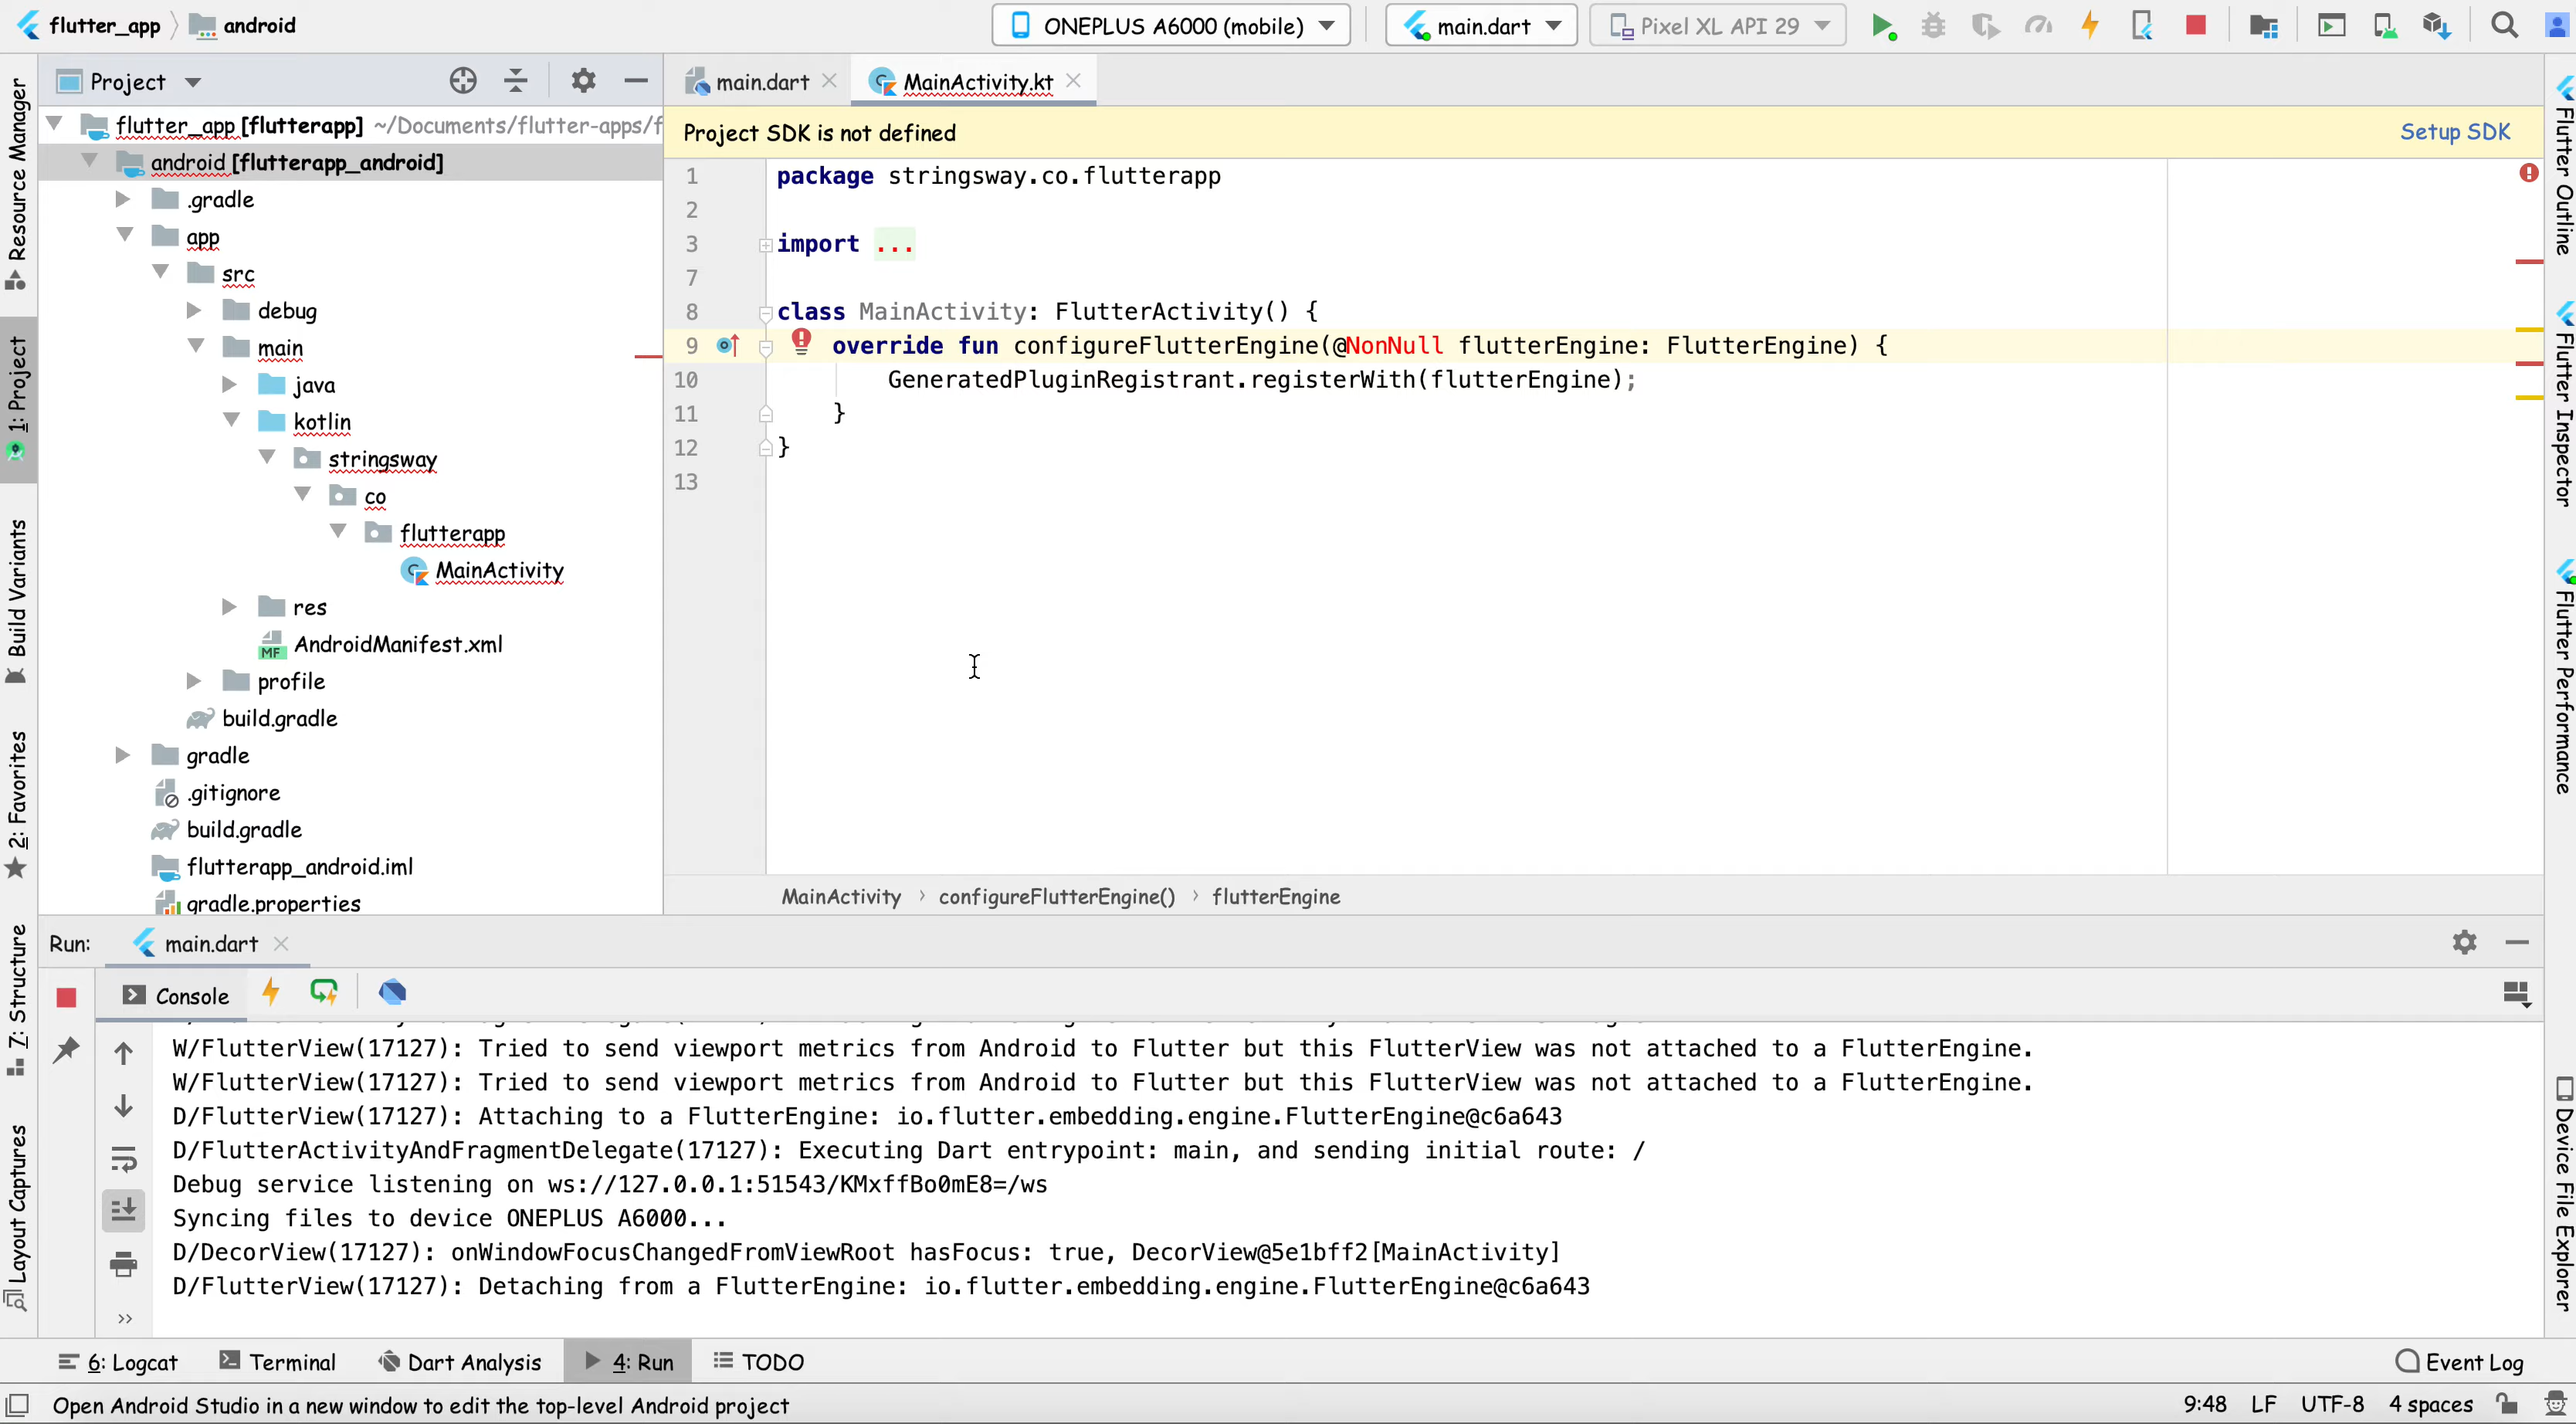 flutter_app
android
ONEPLUS A6000 (mobile)
main.dart
Pixel XL API 29
Project
main.dart
MainActivity.kt
Project SDK is not defined
Setup SDK
flutter_app [flutterapp] ~/Documents/flutter-apps/f
android [flutterapp_android]
.gradle
app
src
debug
main
java
kotlin
stringsway
co
flutterapp
MainActivity
res
AndroidManifest.xml
profile
build.gradle
gradle
.gitignore
build.gradle
flutterapp_android.iml
gradle.properties
Resource Manager
1: Project
Build Variants
2: Favorites
7: Structure
Layout Captures
1 package stringsway.co.flutterapp
2
3 import ...
7
8 class MainActivity: FlutterActivity() {
9 override fun configureFlutterEngine(@NonNull flutterEngine: FlutterEngine) {
10 GeneratedPluginRegistrant.registerWith(flutterEngine);
11 }
12 }
13
MainActivity › configureFlutterEngine() › flutterEngine
Flutter Outline
Flutter Inspector
Flutter Performance
Device File Explorer
Run:
main.dart
Console
W/FlutterView(17127): Tried to send viewport metrics from Android to Flutter but this FlutterView was not attached to a FlutterEngine.
W/FlutterView(17127): Tried to send viewport metrics from Android to Flutter but this FlutterView was not attached to a FlutterEngine.
D/FlutterView(17127): Attaching to a FlutterEngine: io.flutter.embedding.engine.FlutterEngine@c6a643
D/FlutterActivityAndFragmentDelegate(17127): Executing Dart entrypoint: main, and sending initial route: /
Debug service listening on ws://127.0.0.1:51543/KMxffBo0mE8=/ws
Syncing files to device ONEPLUS A6000...
D/DecorView(17127): onWindowFocusChangedFromViewRoot hasFocus: true, DecorView@5e1bff2[MainActivity]
D/FlutterView(17127): Detaching from a FlutterEngine: io.flutter.embedding.engine.FlutterEngine@c6a643
6: Logcat
Terminal
Dart Analysis
4: Run
TODO
Event Log
Open Android Studio in a new window to edit the top-level Android project
9:48 LF UTF-8 4 spaces